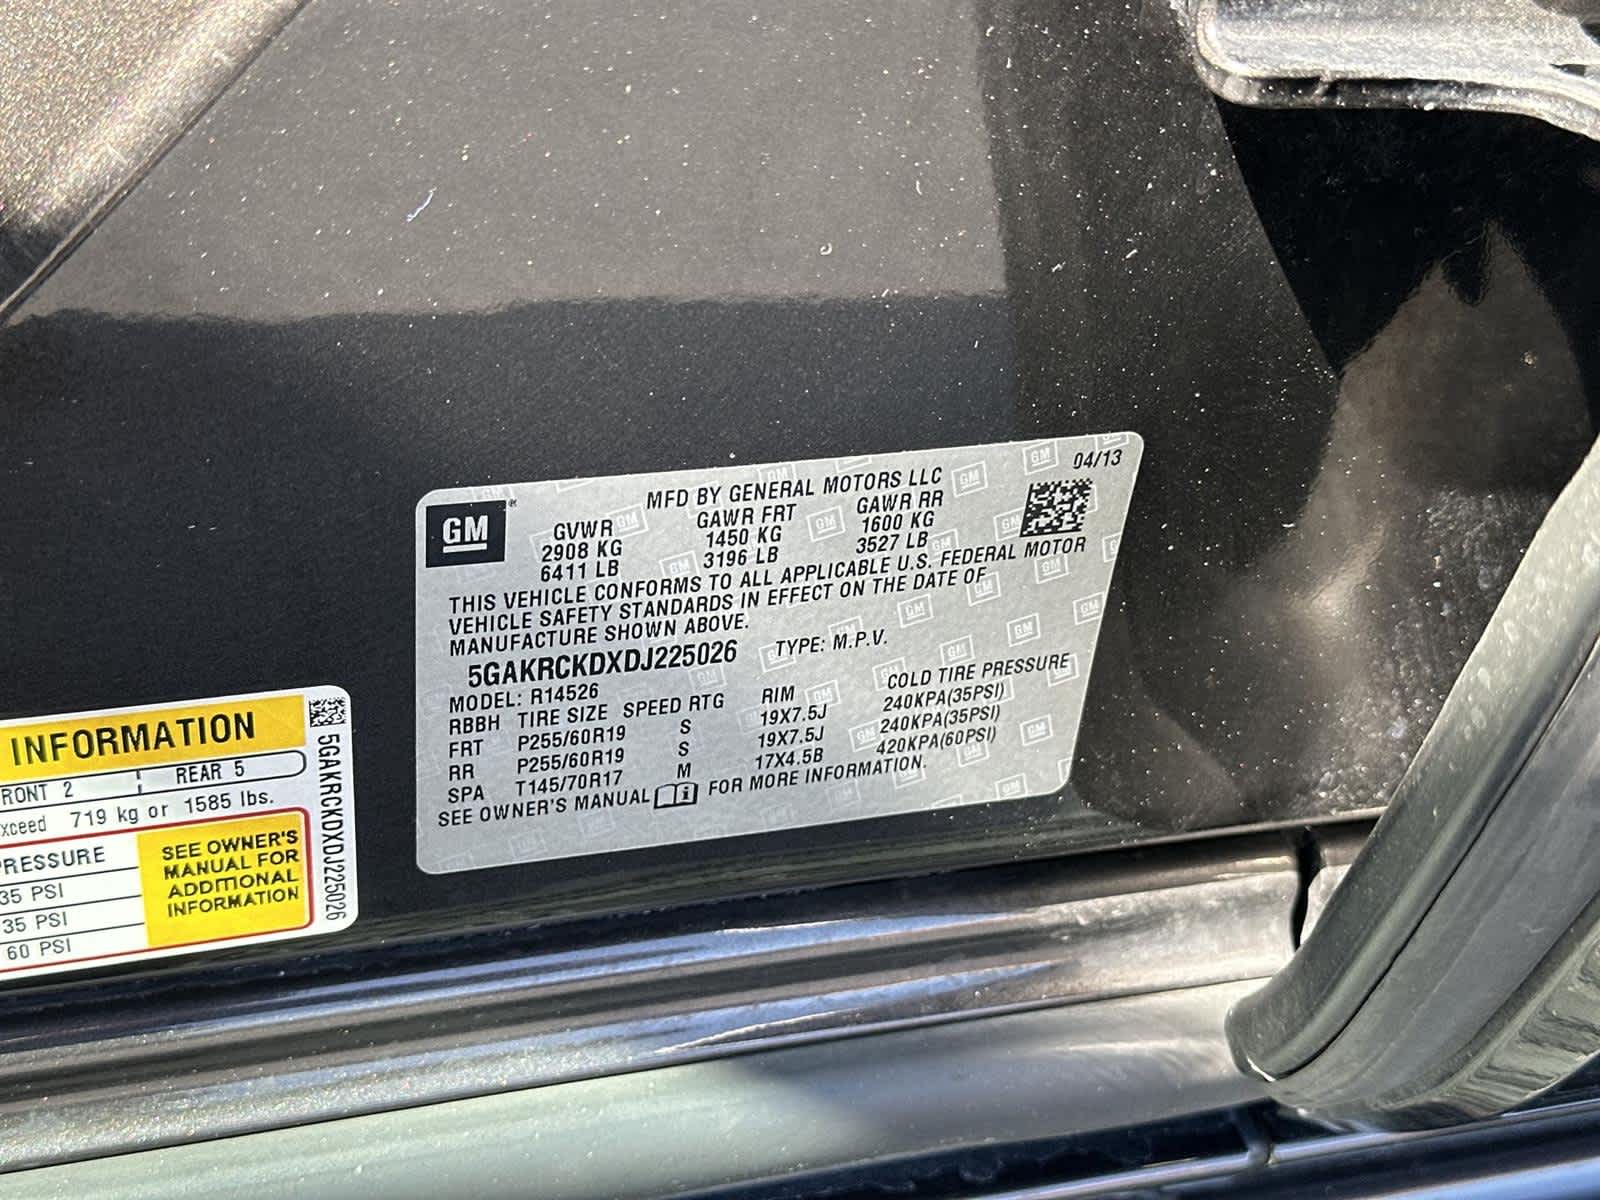 04/13
GM
MFD BY GENERAL MOTORS LLC
GVWR GAWR FRT GAWR RR
2908 KG 1450 KG 1600 KG
6411 LB 3196 LB 3527 LB
THIS VEHICLE CONFORMS TO ALL APPLICABLE U.S. FEDERAL MOTOR
VEHICLE SAFETY STANDARDS IN EFFECT ON THE DATE OF
MANUFACTURE SHOWN ABOVE.
5GAKRCKDXDJ225026 TYPE: M.P.V.
MODEL: R14526
RBBH TIRE SIZE SPEED RTG RIM COLD TIRE PRESSURE
FRT P255/60R19 S 19X7.5J 240KPA(35PSI)
RR P255/60R19 S 19X7.5J 240KPA(35PSI)
SPA T145/70R17 M 17X4.5B 420KPA(60PSI)
SEE OWNER'S MANUAL FOR MORE INFORMATION.
INFORMATION
RONT 2 REAR 5
xceed 719 kg or 1585 lbs.
PRESSURE
35 PSI
35 PSI
60 PSI
SEE OWNER'S
MANUAL FOR
ADDITIONAL
INFORMATION
5GAKRCKDXDJ225026